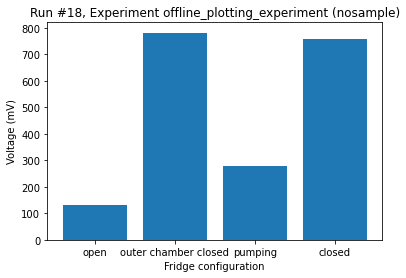 Run #18, Experiment offline_plotting_experiment (nosample)
800
700
600
500
400
300
200
100
0
Voltage (mV)
open outer chamber closed pumping closed
Fridge configuration